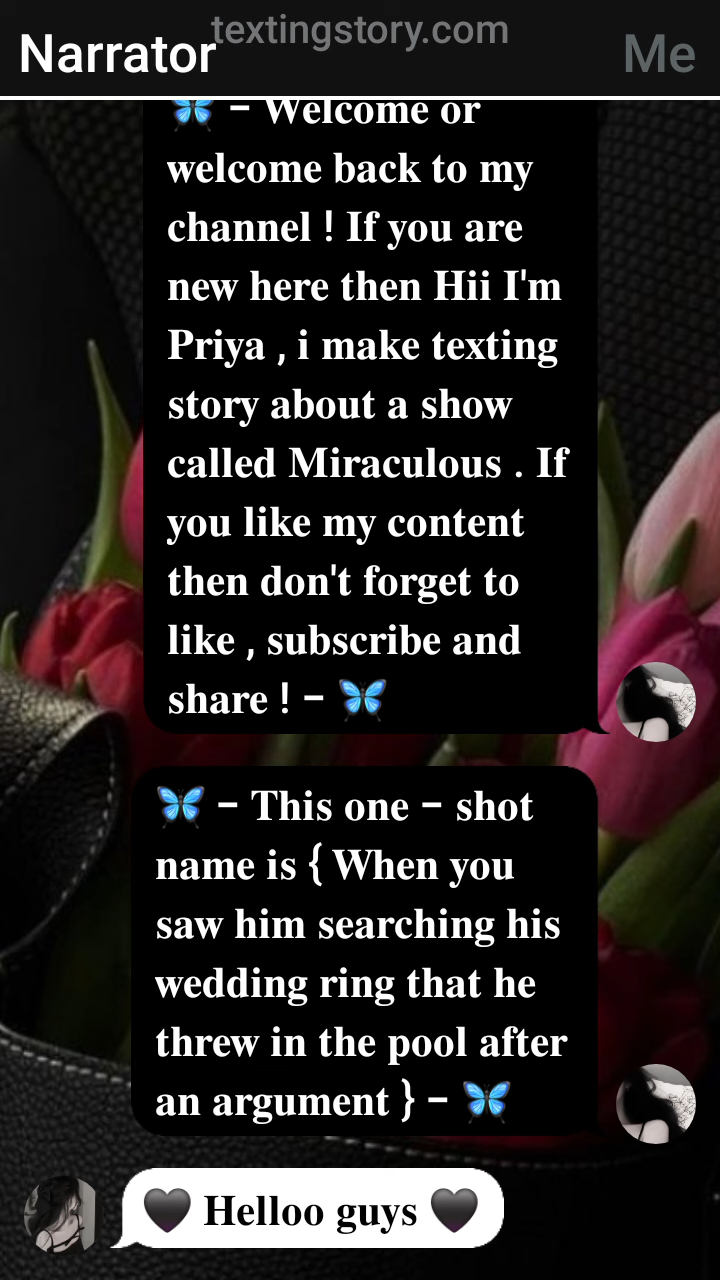 textingstory.com
Narrator
Me
🦋 – Welcome or
welcome back to my
channel ! If you are
new here then Hii I'm
Priya , i make texting
story about a show
called Miraculous . If
you like my content
then don't forget to
like , subscribe and
share ! – 🦋
🦋 – This one – shot
name is { When you
saw him searching his
wedding ring that he
threw in the pool after
an argument } – 🦋
🖤 Helloo guys 🖤